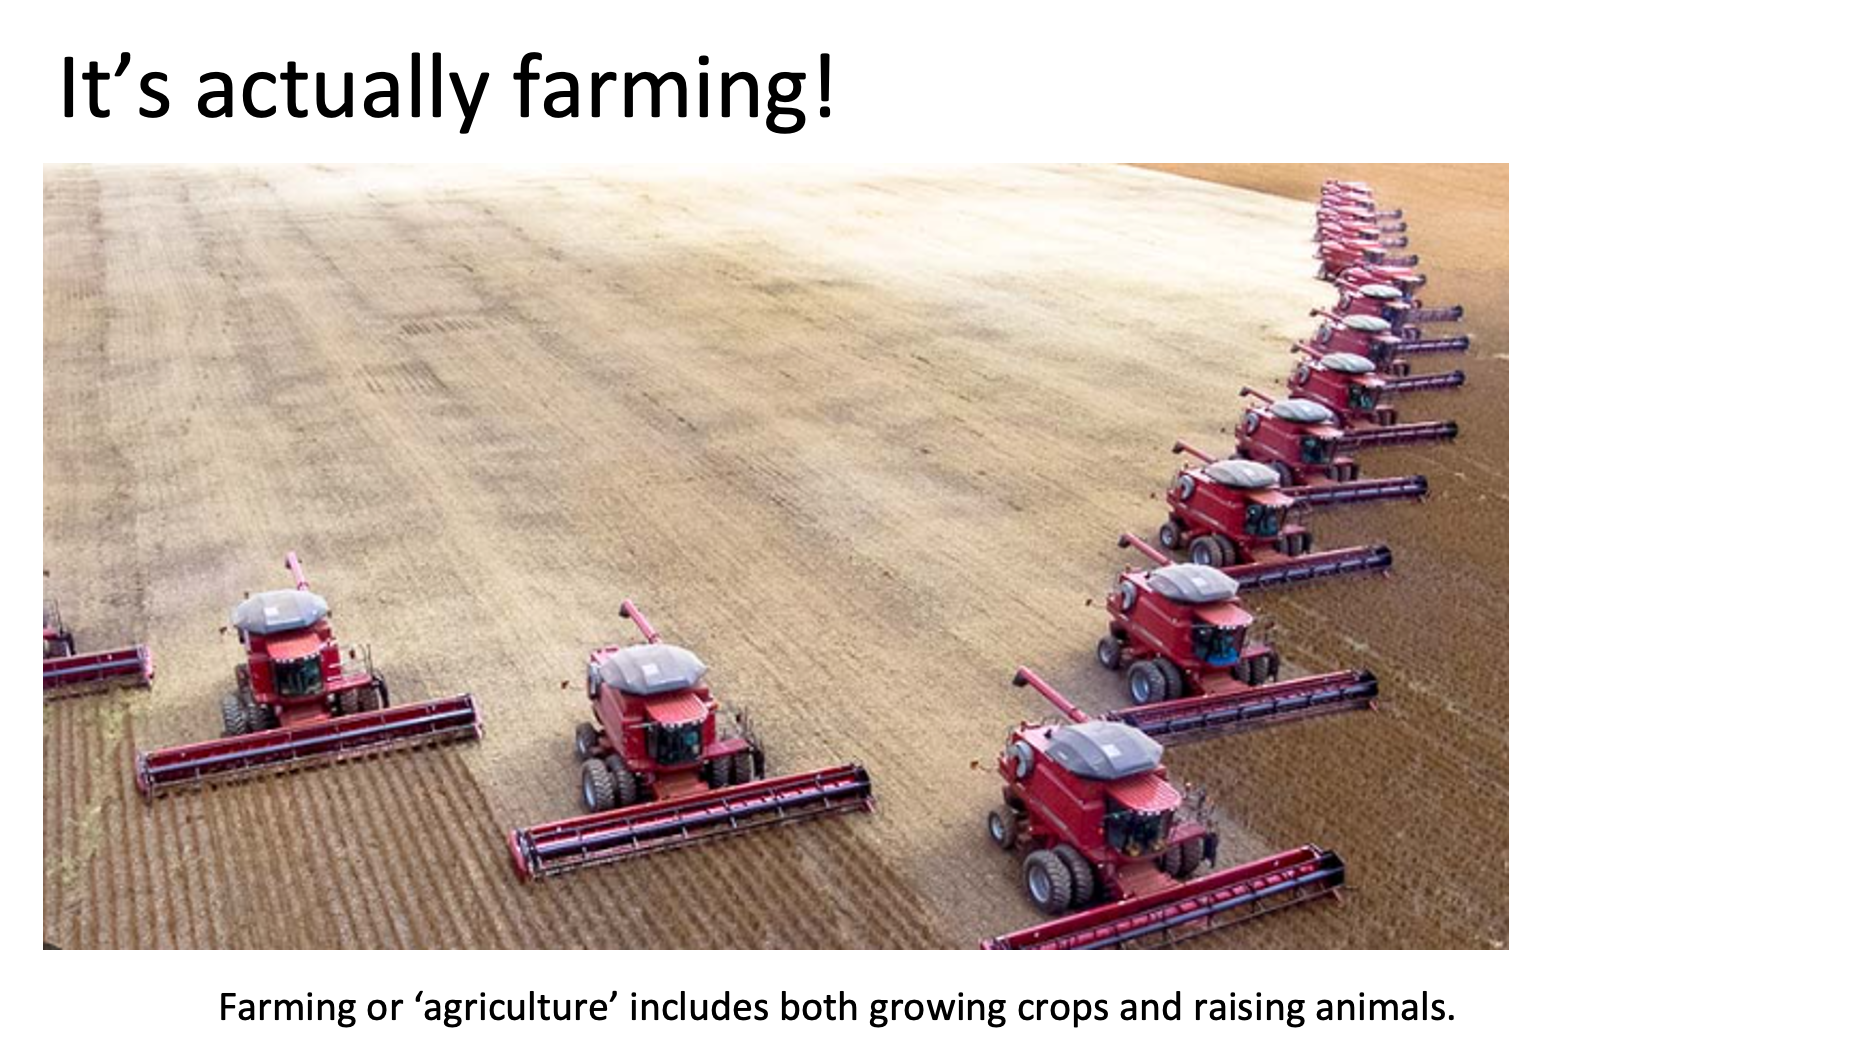 It’s actually farming!
Farming or ‘agriculture’ includes both growing crops and raising animals.